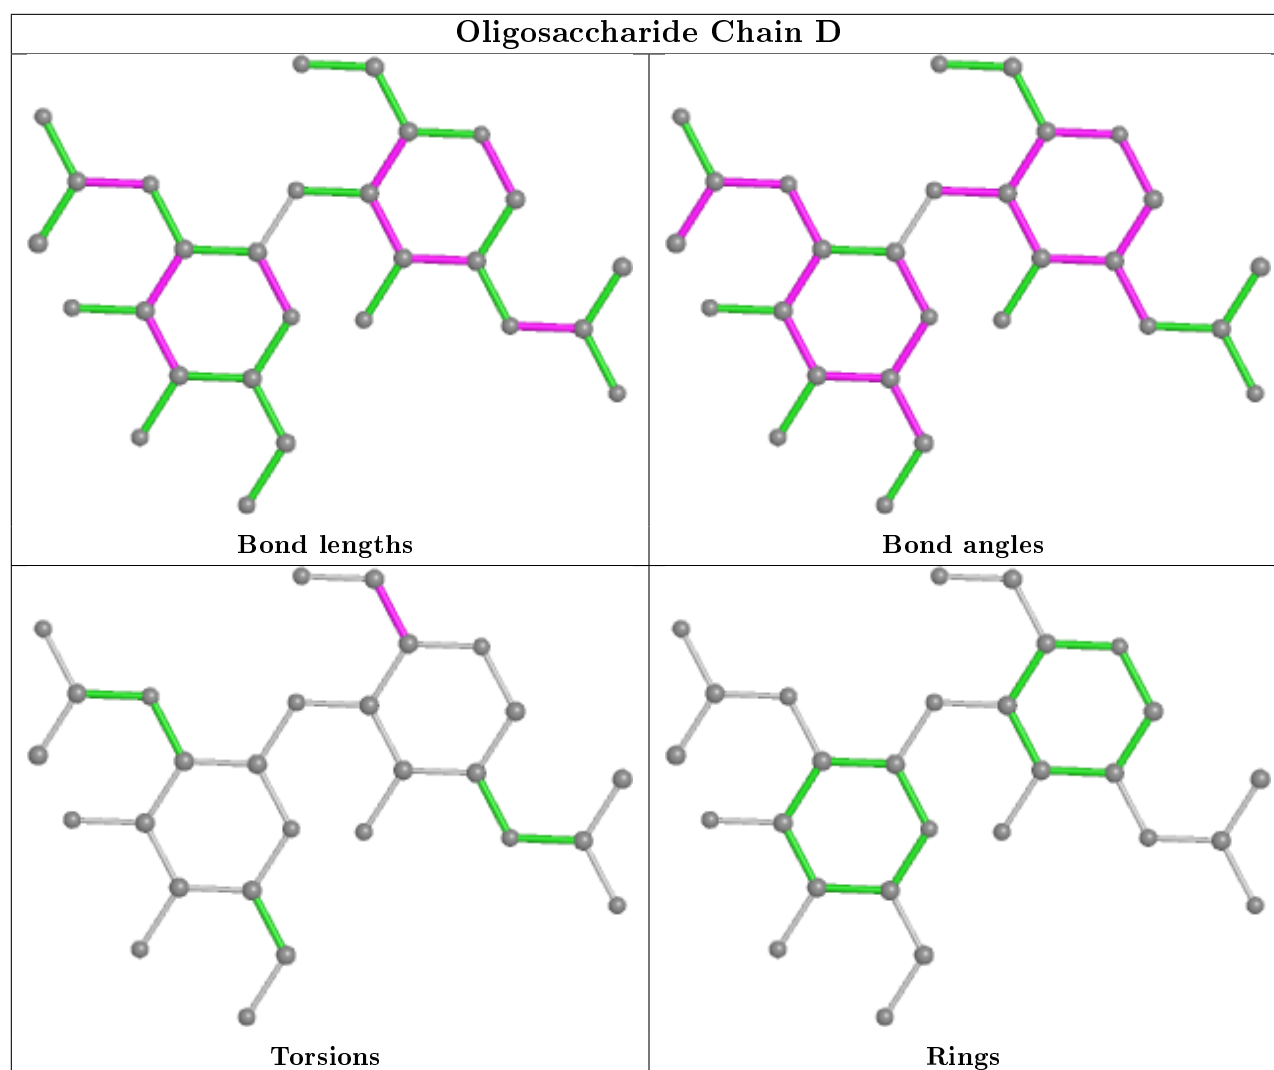 Oligosaccharide Chain D
Bond lengths
Bond angles
Torsions
Rings